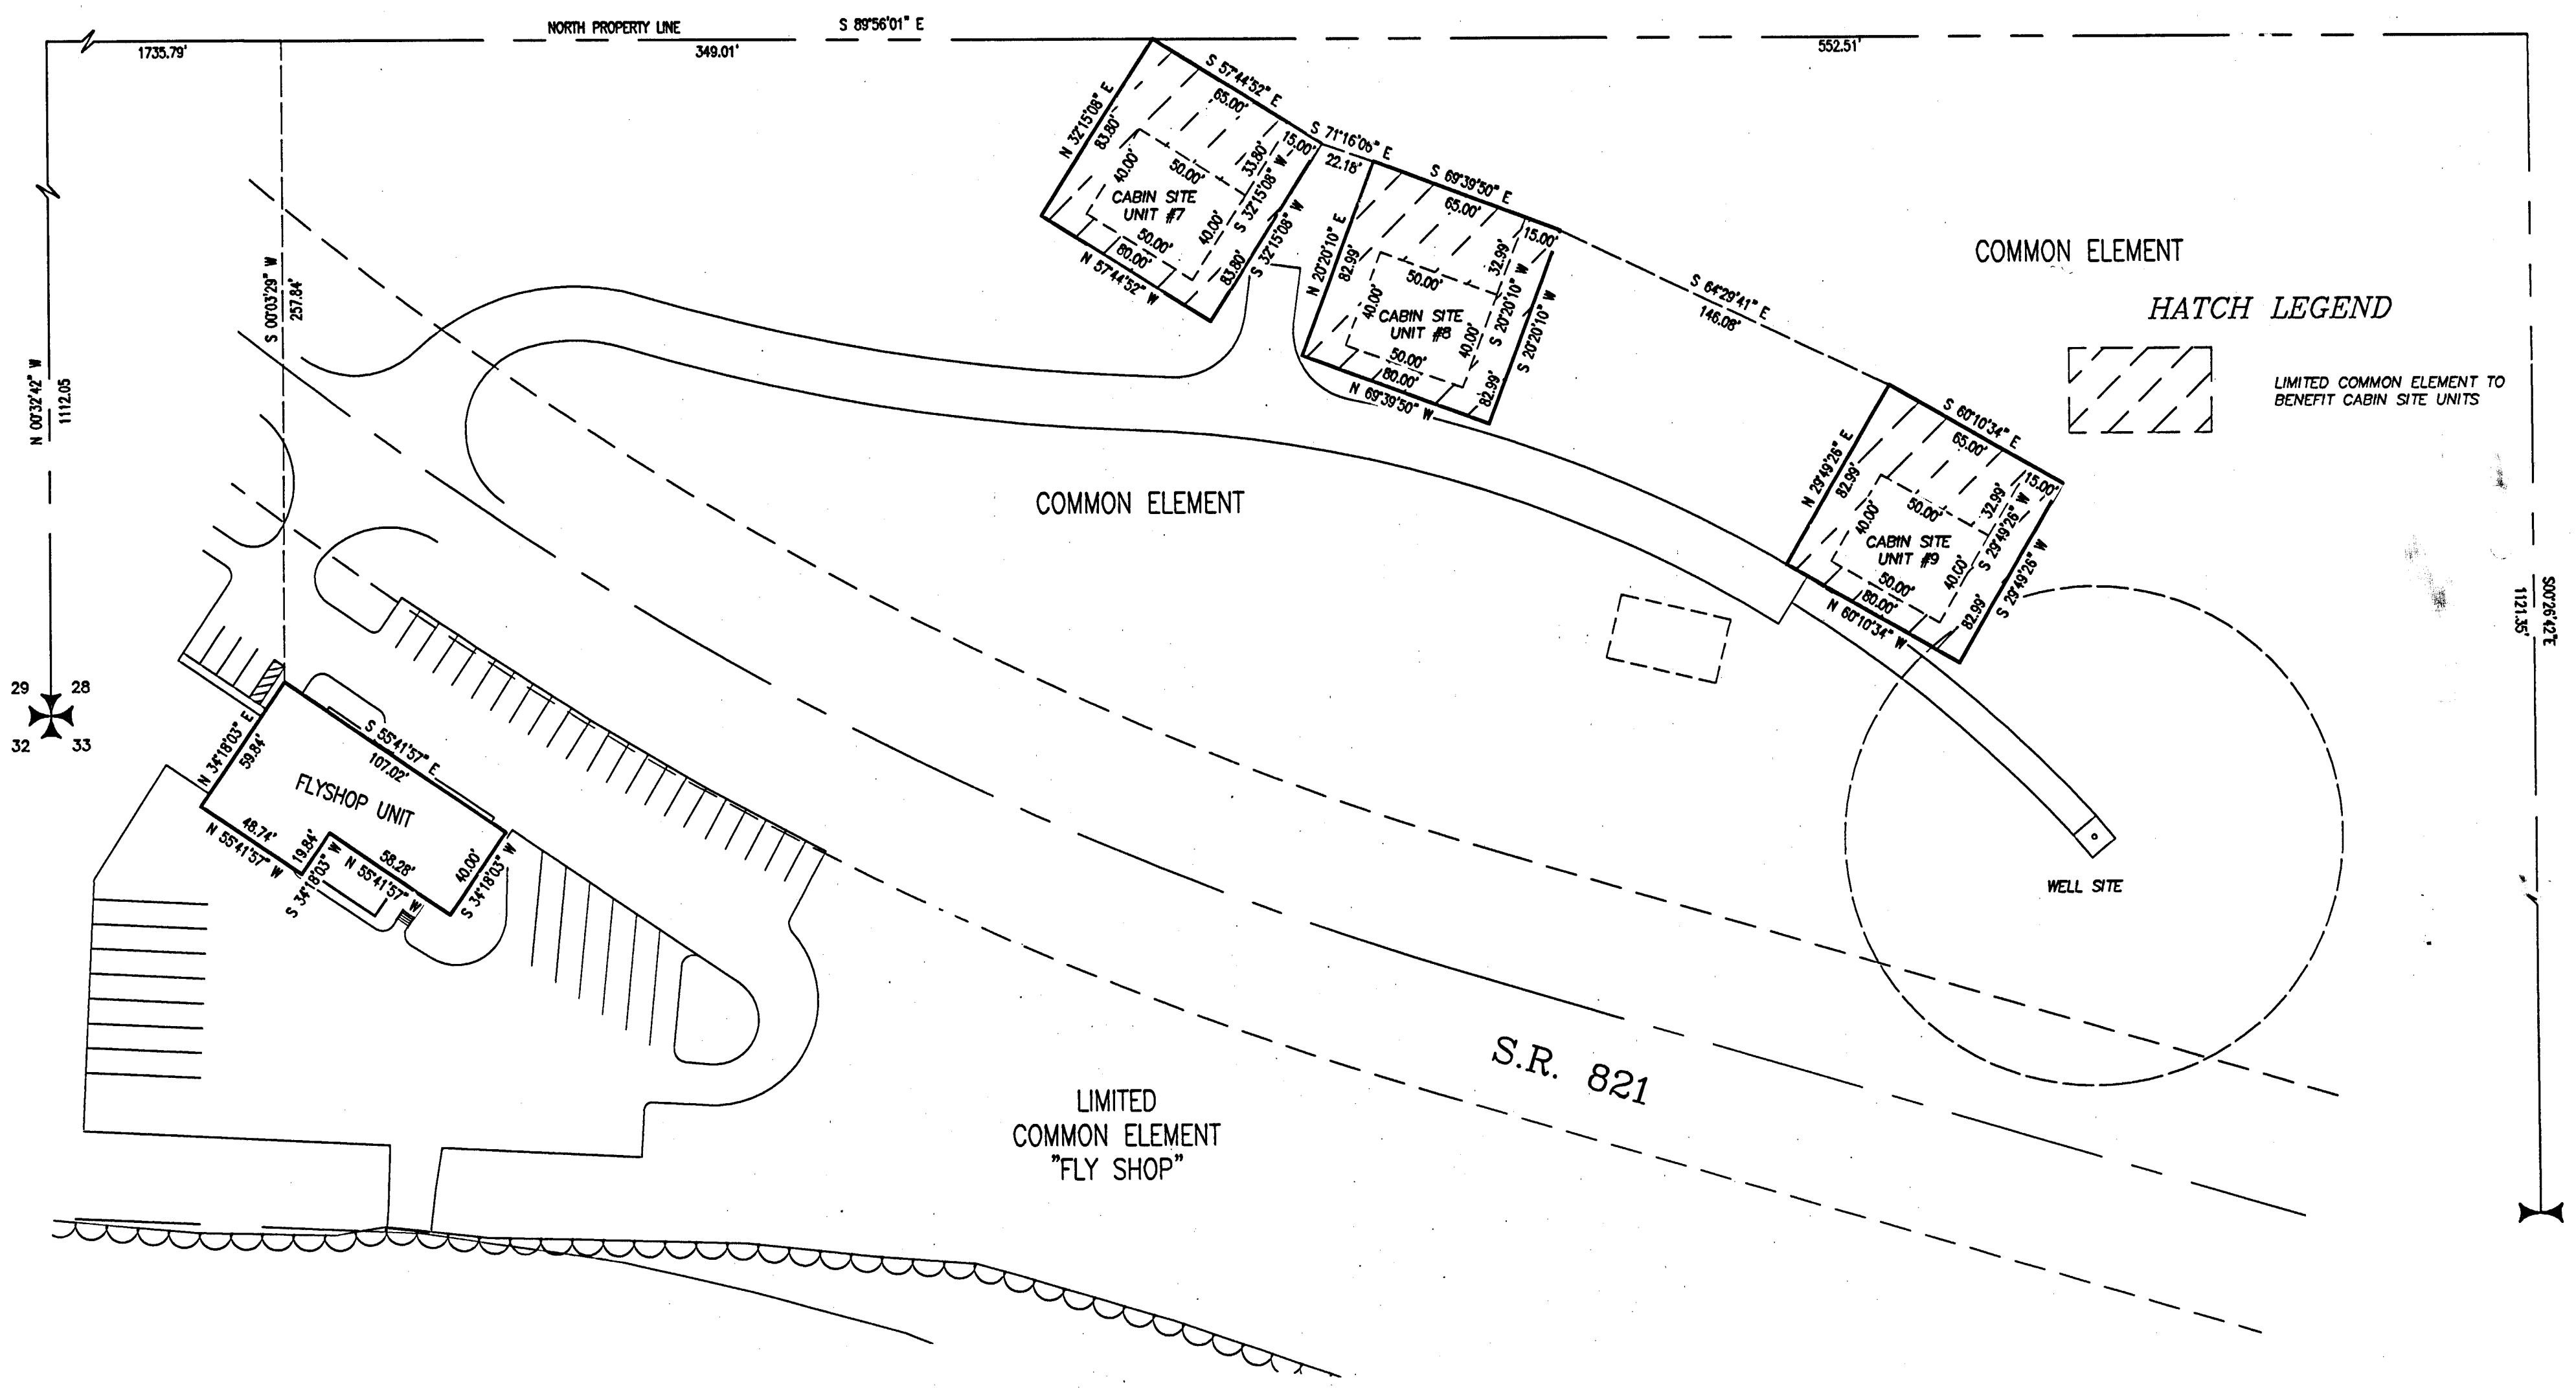 NORTH PROPERTY LINE
S 89°56'01" E
1735.79'
349.01'
552.51'
N 00°32'42" W
1112.05
S 00°03'29" W
257.84'
29 28
32 33
N 32°15'08" E
83.80'
S 57°44'52" E
65.00'
15.00'
33.80'
S 32°15'08" W
40.00'
50.00'
CABIN SITE
UNIT #7
40.00'
50.00'
80.00'
N 57°44'52" W
83.80'
S 32°15'08" W
S 71°16'06" E
22.18'
S 69°39'50" E
65.00'
15.00'
N 20°20'10" E
82.99'
32.99'
S 20°20'10" W
50.00'
40.00'
CABIN SITE
UNIT #8
40.00'
50.00'
80.00'
N 69°39'50" W
82.99'
S 20°20'10" W
S 64°29'41" E
146.08'
S 60°10'34" E
65.00'
15.00'
N 29°49'26" E
82.99'
32.99'
S 29°49'26" W
50.00'
40.00'
CABIN SITE
UNIT #9
40.00'
50.00'
80.00'
N 60°10'34" W
82.99'
S 29°49'26" W
COMMON ELEMENT
HATCH LEGEND
LIMITED COMMON ELEMENT TO
BENEFIT CABIN SITE UNITS
S00°26'42"E
1121.35'
COMMON ELEMENT
N 34°18'03" E
59.84'
S 55°41'57" E
107.02'
FLYSHOP UNIT
48.74'
N 55°41'57" W
19.84'
S 34°18'03" W
58.28'
N 55°41'57" W
40.00'
S 34°18'03" W
WELL SITE
S.R. 821
LIMITED
COMMON ELEMENT
"FLY SHOP"